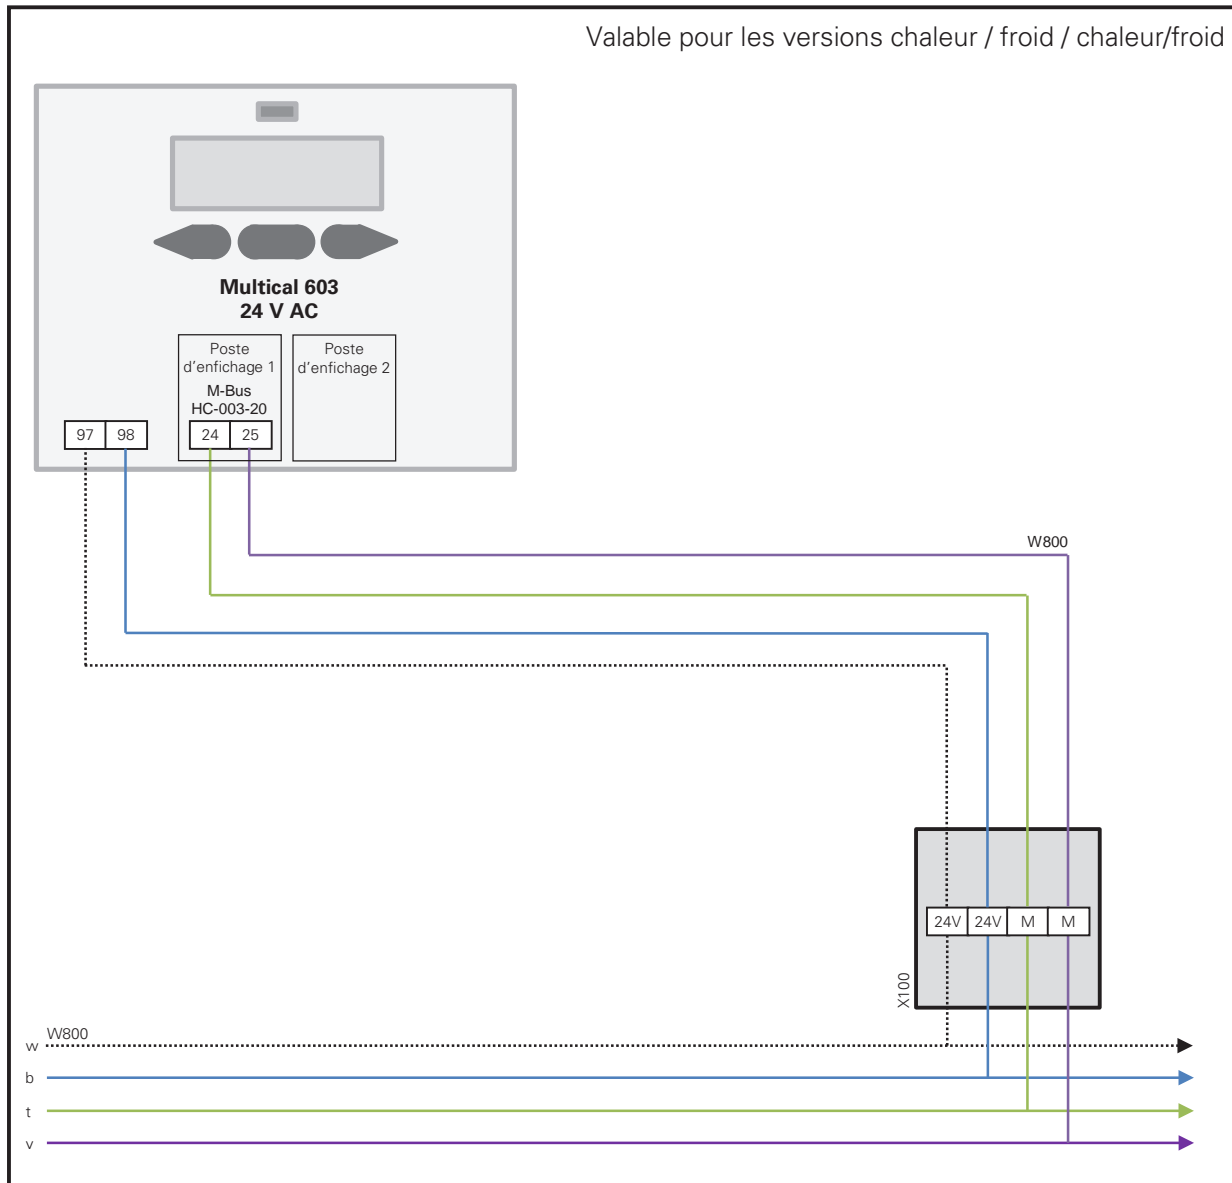 Valable pour les versions chaleur / froid / chaleur/froid
Multical 603
24 V AC
Poste
d'enfichage 1
M-Bus
HC-003-20
Poste
d'enfichage 2
97 98
24 25
W800
24V 24V M M
X100
W800
w
b
t
v